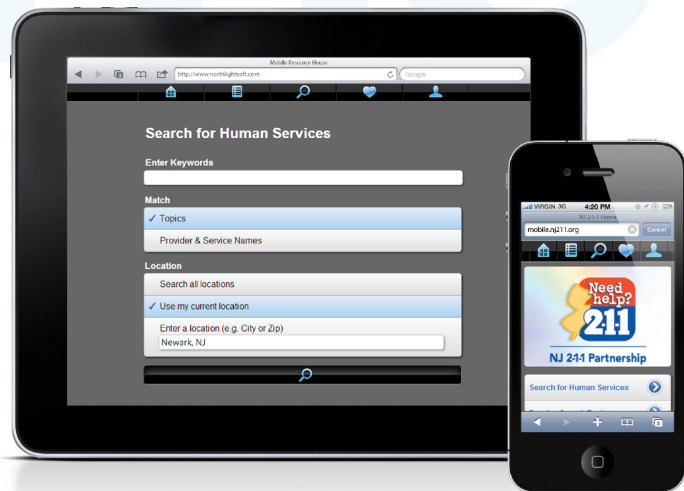 Mobile Resource House
http://www.northlightsoft.com
Google
Search for Human Services
Enter Keywords
Match
✓ Topics
Provider & Service Names
Location
Search all locations
✓ Use my current location
Enter a location (e.g. City or Zip)
Newark, NJ
VIRGIN 3G 4:20 PM
NJ 2-1-1 Home
mobile.nj211.org
Cancel
Need
help?
211
NJ 2-1-1 Partnership
Search for Human Services